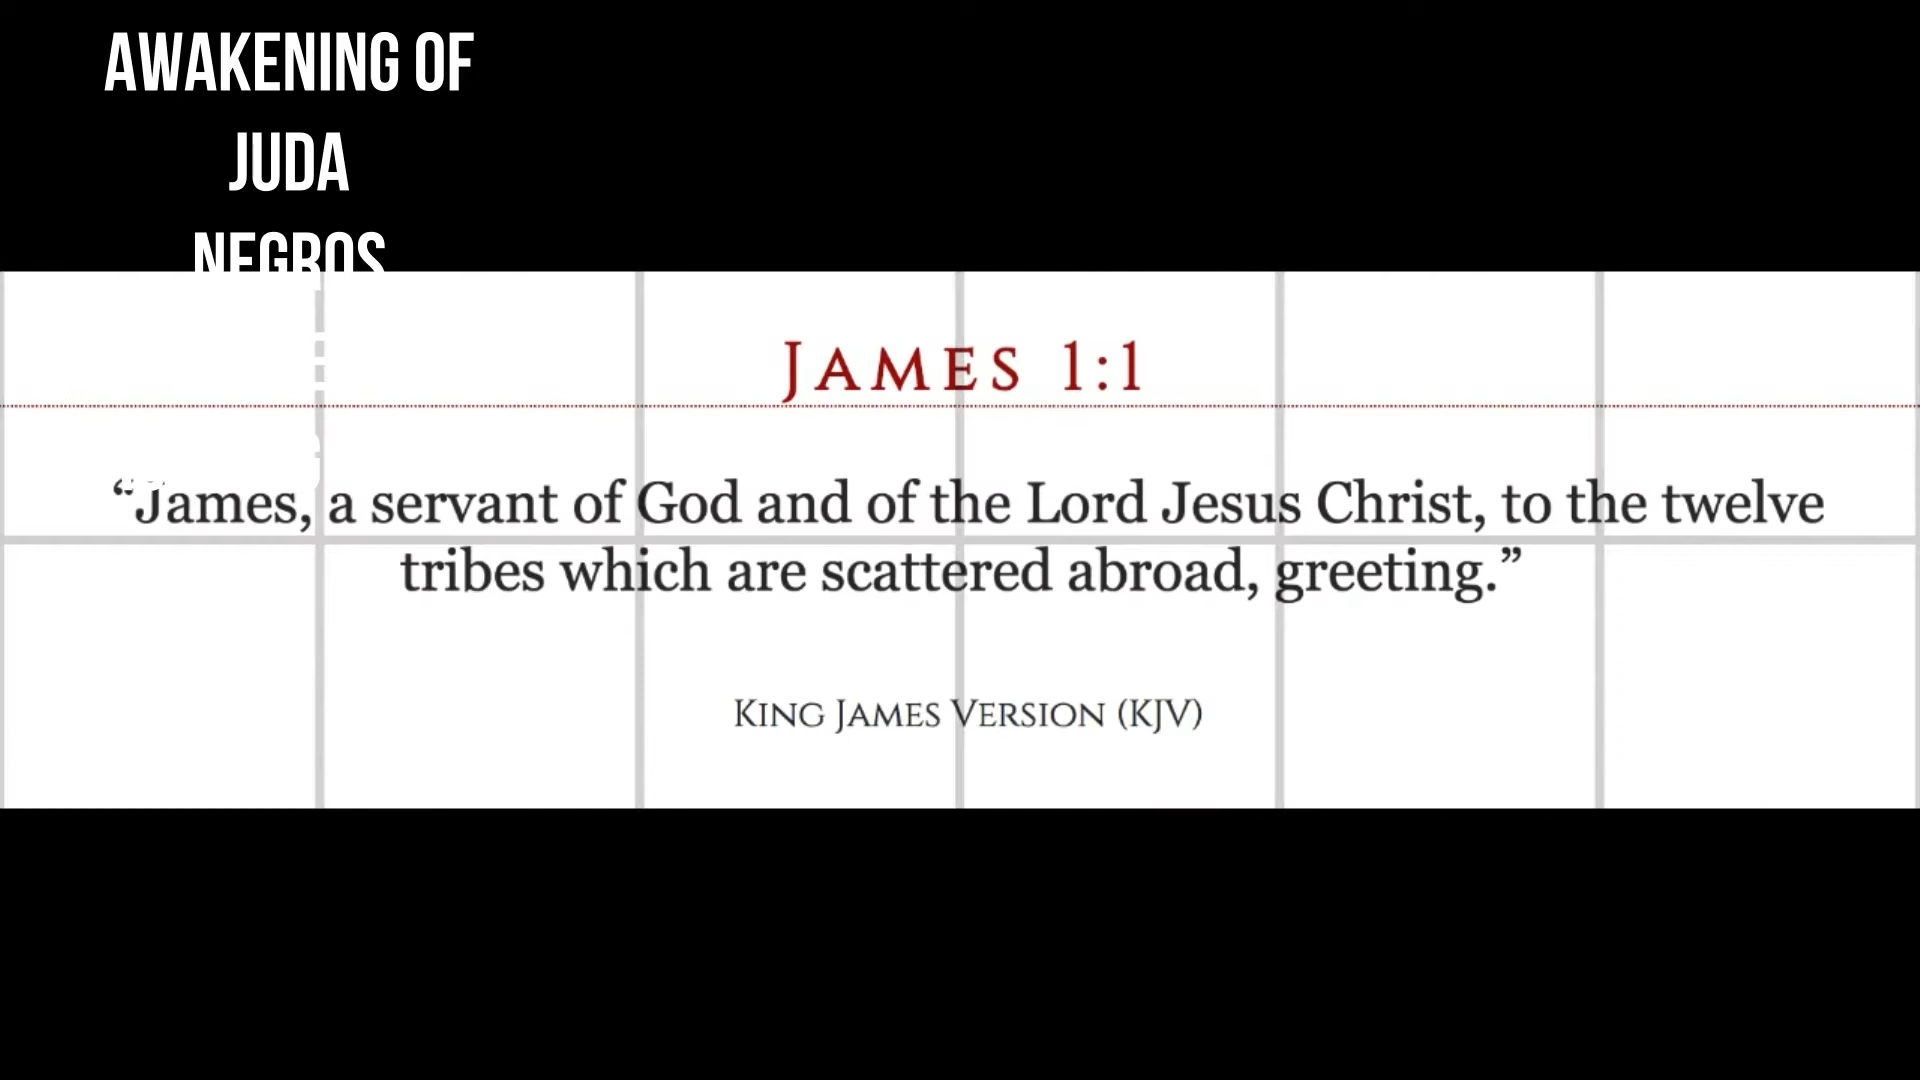 AWAKENING OF
JUDA
NEGROS
JAMES 1:1
“James, a servant of God and of the Lord Jesus Christ, to the twelve
tribes which are scattered abroad, greeting.”
KING JAMES VERSION (KJV)